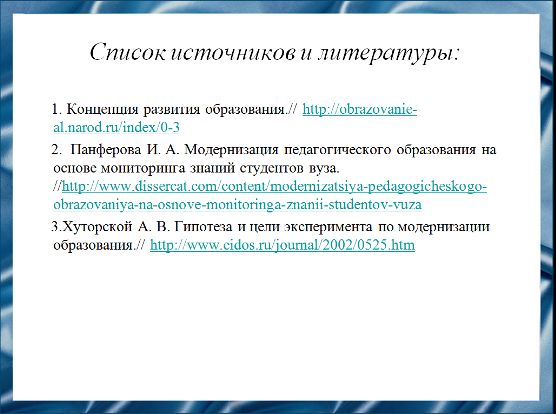 Список источников и литературы:
1. Концепция развития образования.// http://obrazovanie-
al.narod.ru/index/0-3
2. Панферова И. А. Модернизация педагогического образования на
основе мониторинга знаний студентов вуза.
//http://www.dissercat.com/content/modernizatsiya-pedagogicheskogo-
obrazovaniya-na-osnove-monitoringa-znanii-studentov-vuza
3.Хуторской А. В. Гипотеза и цели эксперимента по модернизации
образования.// http://www.eidos.ru/journal/2002/0525.htm